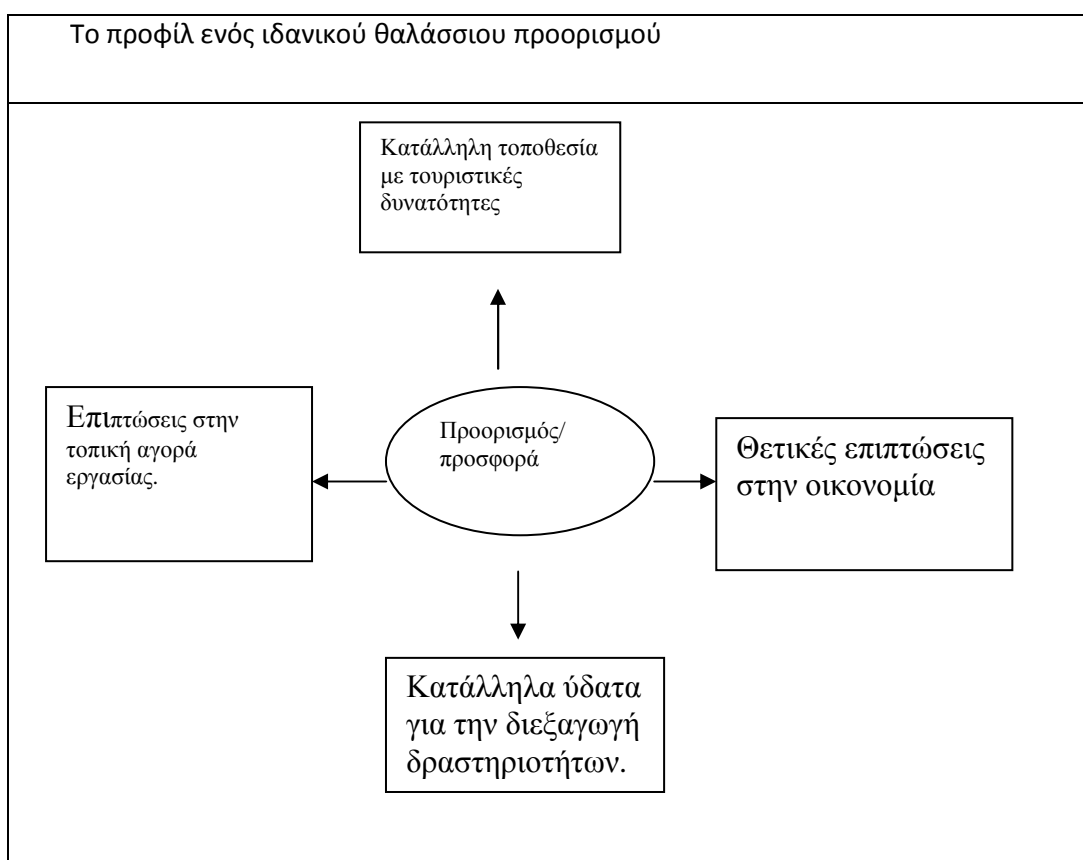 Το προφίλ ενός ιδανικού θαλάσσιου προορισμού
Κατάλληλη τοποθεσία
με τουριστικές
δυνατότητες
Επιπτώσεις στην
τοπική αγορά
εργασίας.
Προορισμός/
προσφορά
Θετικές επιπτώσεις
στην οικονομία
Κατάλληλα ύδατα
για την διεξαγωγή
δραστηριοτήτων.